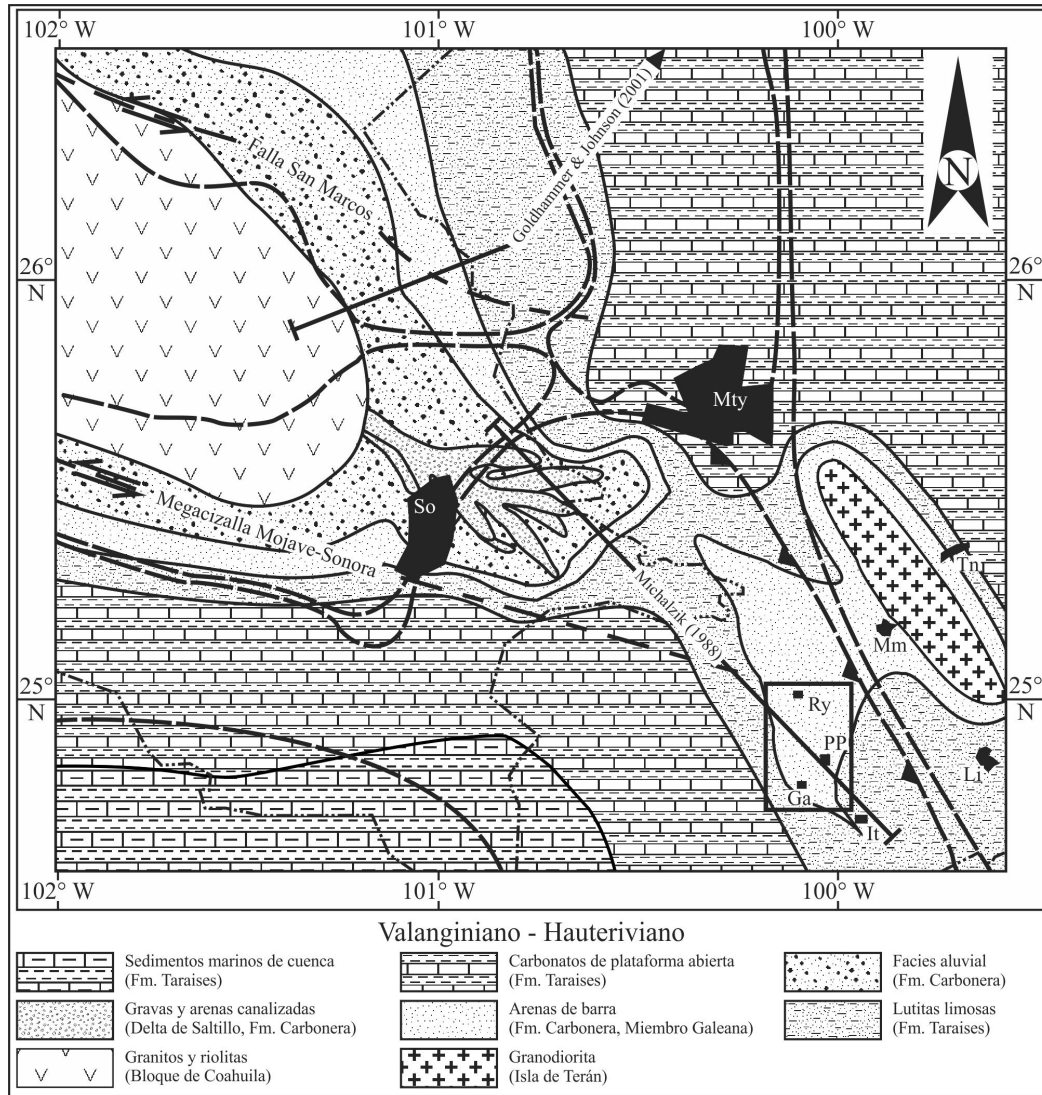 102° W
101° W
100° W
N
Falla San Marcos
Goldhammer & Johnson (2001)
26°
N
26°
N
Mty
So
Megacizalla Mojave-Sonora
Michalzik (1988)
Tn
Mm
25°
N
25°
N
Ry
PP
Li
Ga
It
102° W
101° W
100° W
Valanginiano - Hauteriviano
Sedimentos marinos de cuenca
(Fm. Taraises)
Carbonatos de plataforma abierta
(Fm. Taraises)
Facies aluvial
(Fm. Carbonera)
Gravas y arenas canalizadas
(Delta de Saltillo, Fm. Carbonera)
Arenas de barra
(Fm. Carbonera, Miembro Galeana)
Lutitas limosas
(Fm. Taraises)
Granitos y riolitas
(Bloque de Coahuila)
Granodiorita
(Isla de Terán)